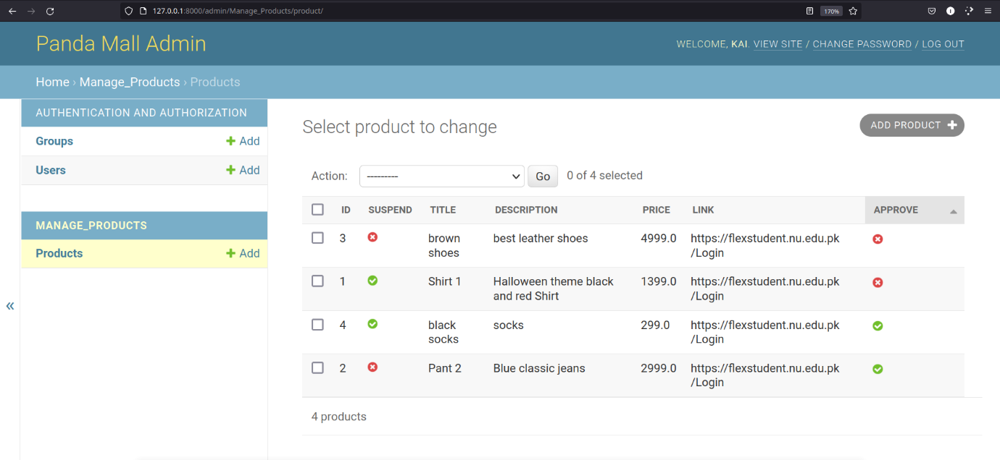 127.0.0.1:8000/admin/Manage_Products/product/
170%
Panda Mall Admin
WELCOME, KAI. VIEW SITE / CHANGE PASSWORD / LOG OUT
Home › Manage_Products › Products
AUTHENTICATION AND AUTHORIZATION
Groups Add
Users Add
MANAGE_PRODUCTS
Products Add
«
Select product to change
ADD PRODUCT
Action: --------- Go 0 of 4 selected
ID SUSPEND TITLE DESCRIPTION PRICE LINK APPROVE
3 brown best leather shoes 4999.0 https://flexstudent.nu.edu.pk
shoes /Login
1 Shirt 1 Halloween theme black 1399.0 https://flexstudent.nu.edu.pk
and red Shirt /Login
4 black socks 299.0 https://flexstudent.nu.edu.pk
socks /Login
2 Pant 2 Blue classic jeans 2999.0 https://flexstudent.nu.edu.pk
/Login
4 products